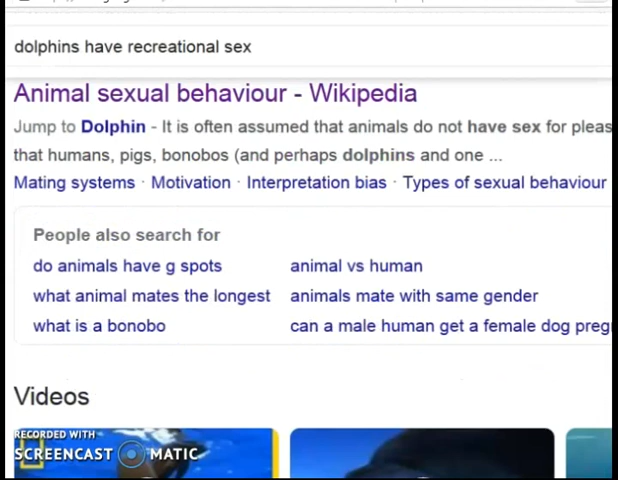 dolphins have recreational sex
Animal sexual behaviour - Wikipedia
Jump to Dolphin - It is often assumed that animals do not have sex for pleas
that humans, pigs, bonobos (and perhaps dolphins and one ...
Mating systems · Motivation · Interpretation bias · Types of sexual behaviour
People also search for
do animals have g spots animal vs human
what animal mates the longest animals mate with same gender
what is a bonobo can a male human get a female dog preg
Videos
RECORDED WITH
SCREENCAST MATIC